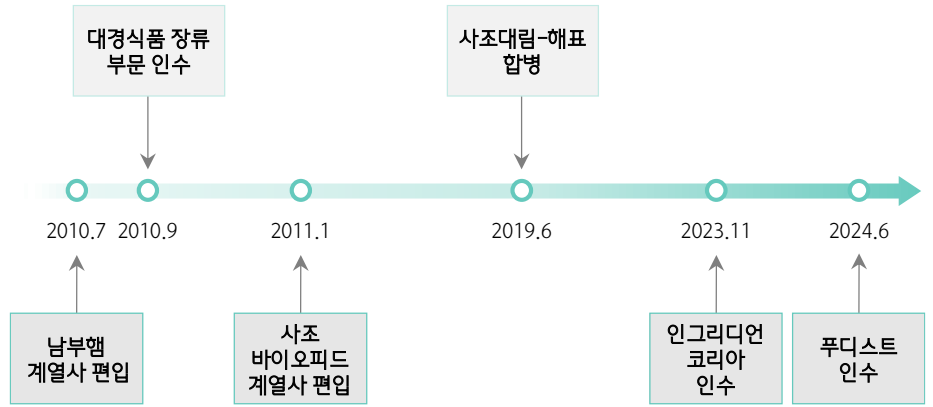 대경식품 장류
부문 인수
사조대림-해표
합병
2010.7
2010.9
2011.1
2019.6
2023.11
2024.6
남부햄
계열사 편입
사조
바이오피드
계열사 편입
인그리디언
코리아
인수
푸디스트
인수